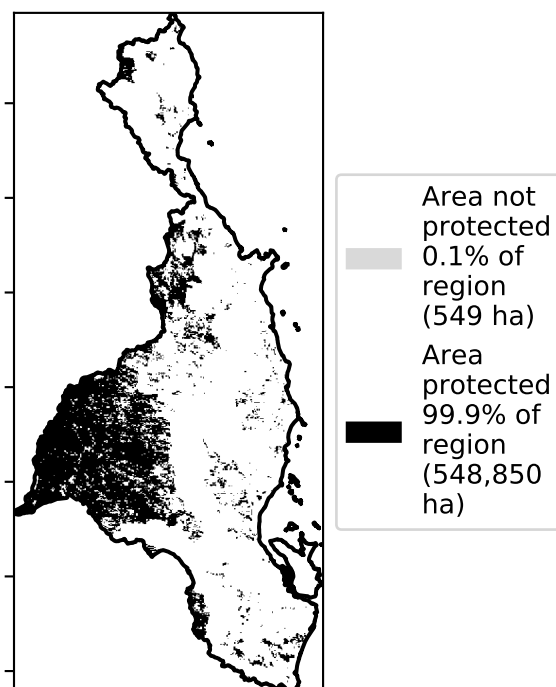 Area not
protected
0.1% of
region
(549 ha)
Area
protected
99.9% of
region
(548,850
ha)